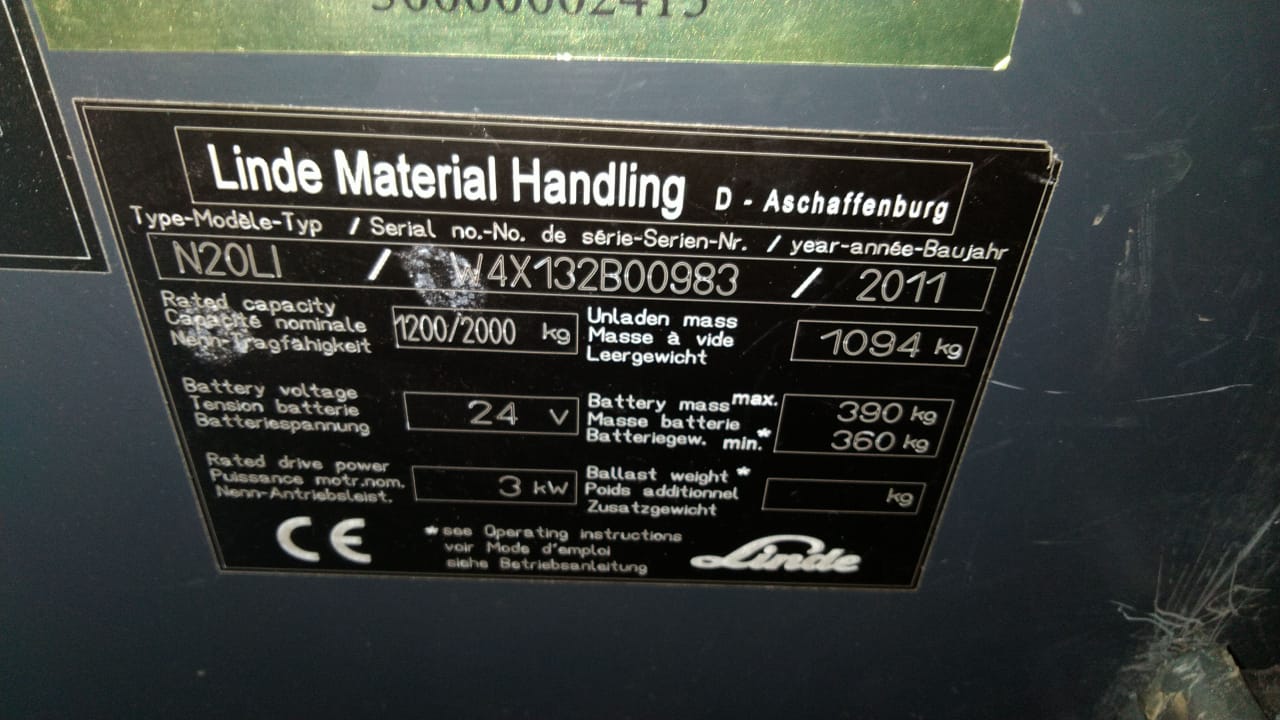 Linde Material Handling D - Aschaffenburg
Type-Modèle-Typ / Serial no.-No. de série-Serien-Nr. / year-année-Baujahr
N20LI / W4X132B00983 / 2011
Rated capacity
Capacité nominale
Nenn-Tragfähigkeit
1200/2000 kg
Unladen mass
Masse à vide
Leergewicht
1094 kg
Battery voltage
Tension batterie
Batteriespannung
24 V
Battery mass max.
Masse batterie
Batteriegew. min.*
390 kg
360 kg
Rated drive power
Puissance motr.nom.
Nenn-Antriebsleist.
3 kW
Ballast weight *
Poids additionnel
Zusatzgewicht
kg
CE
*see Operating instructions
voir Mode d'emploi
siehe Betriebsanleitung
Linde